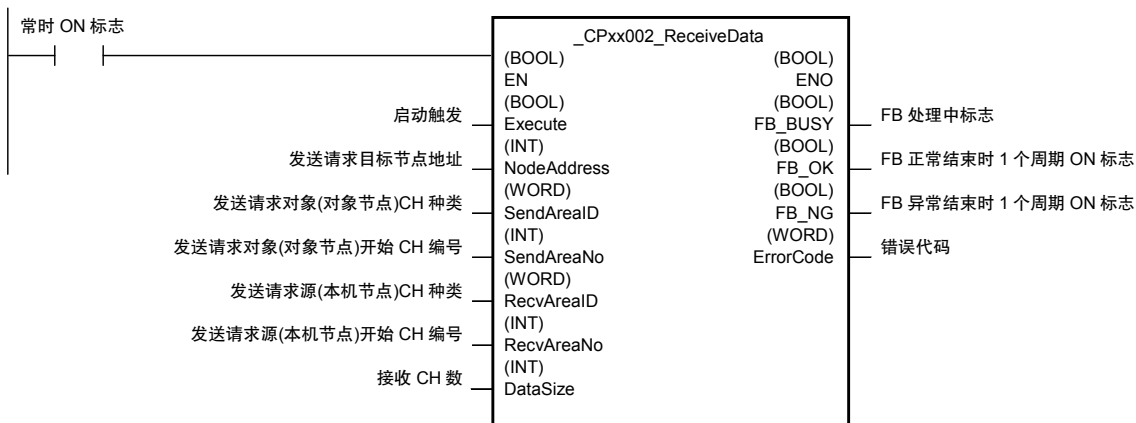 常时 ON 标志
_CPxx002_ReceiveData
(BOOL) (BOOL)
EN ENO
(BOOL) (BOOL)
启动触发 Execute FB_BUSY FB 处理中标志
(INT) (BOOL)
发送请求目标节点地址 NodeAddress FB_OK FB 正常结束时 1 个周期 ON 标志
(WORD) (BOOL)
发送请求对象(对象节点)CH 种类 SendAreaID FB_NG FB 异常结束时 1 个周期 ON 标志
(INT) (WORD)
发送请求对象(对象节点)开始 CH 编号 SendAreaNo ErrorCode 错误代码
(WORD)
发送请求源(本机节点)CH 种类 RecvAreaID
(INT)
发送请求源(本机节点)开始 CH 编号 RecvAreaNo
(INT)
接收 CH 数 DataSize